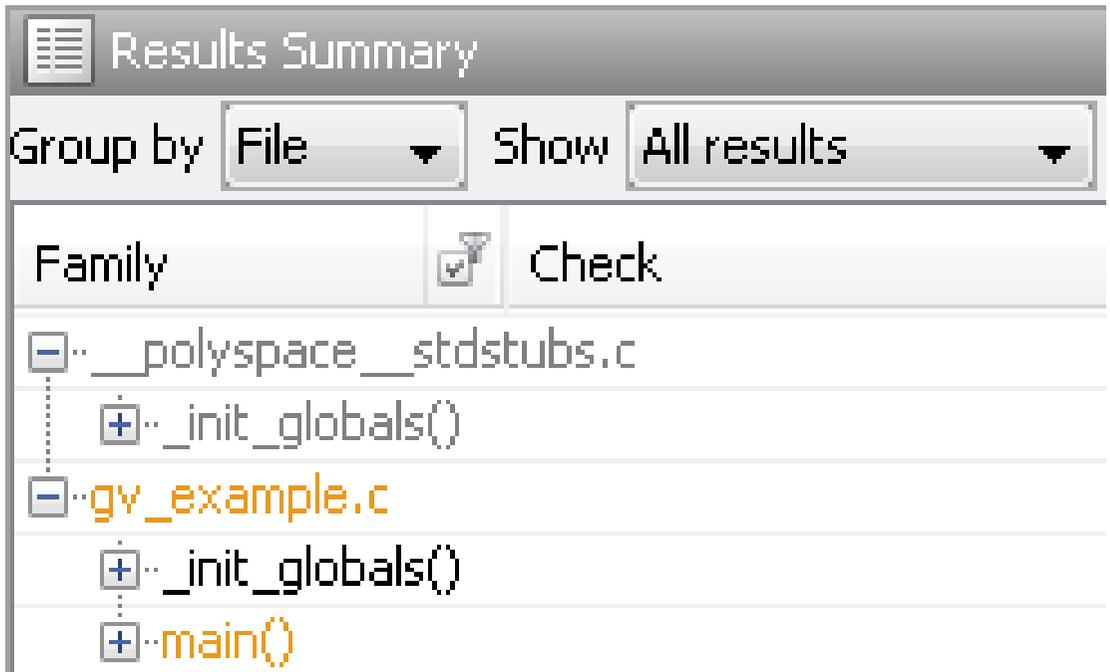 Results Summary
Group by File Show All results
Family Check
__polyspace__stdstubs.c
_init_globals()
gv_example.c
_init_globals()
main()